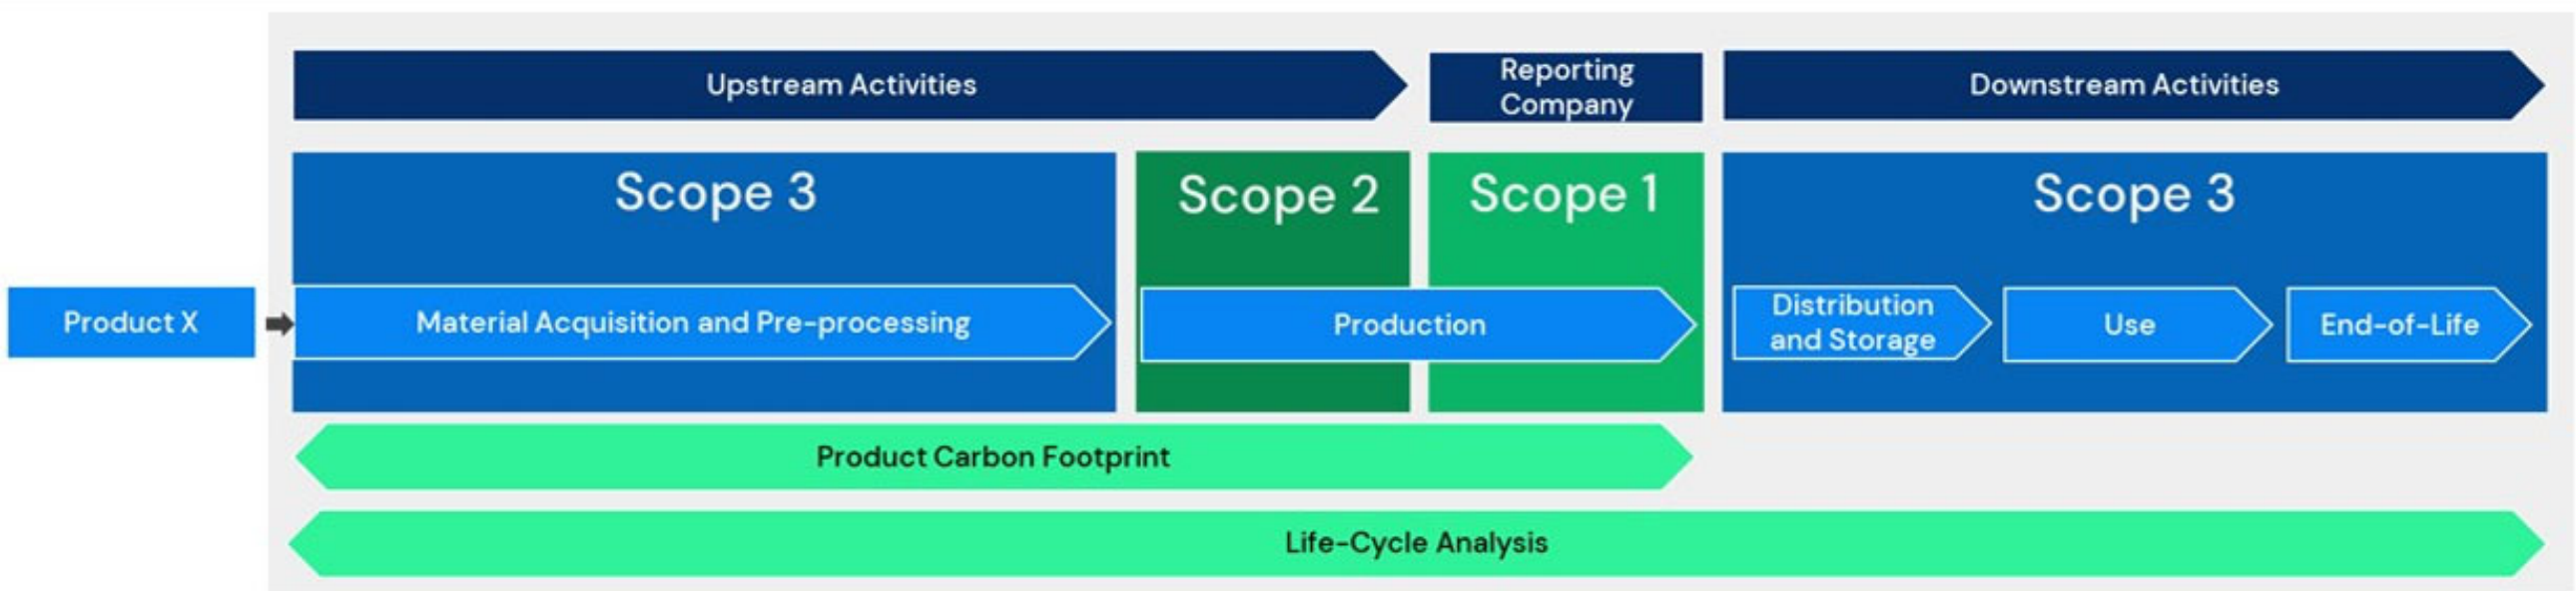 Upstream Activities
Reporting
Company
Downstream Activities
Scope 3
Scope 2
Scope 1
Scope 3
Product X
Material Acquisition and Pre-processing
Production
Distribution
and Storage
Use
End-of-Life
Product Carbon Footprint
Life-Cycle Analysis